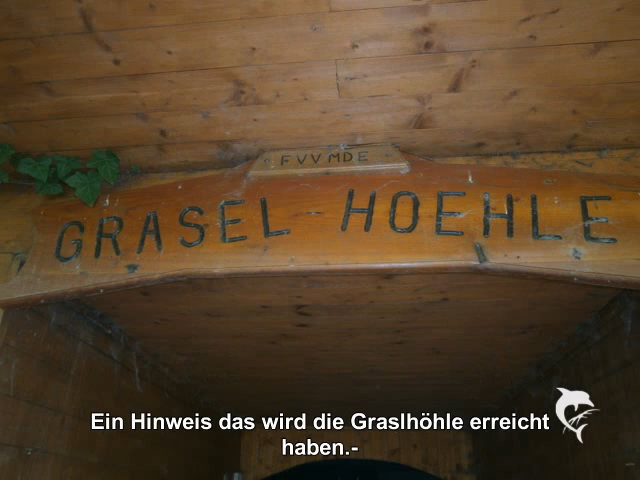 FVVMDE
GRASEL HOEHLE
Ein Hinweis das wird die Graslhöhle erreicht
haben.-